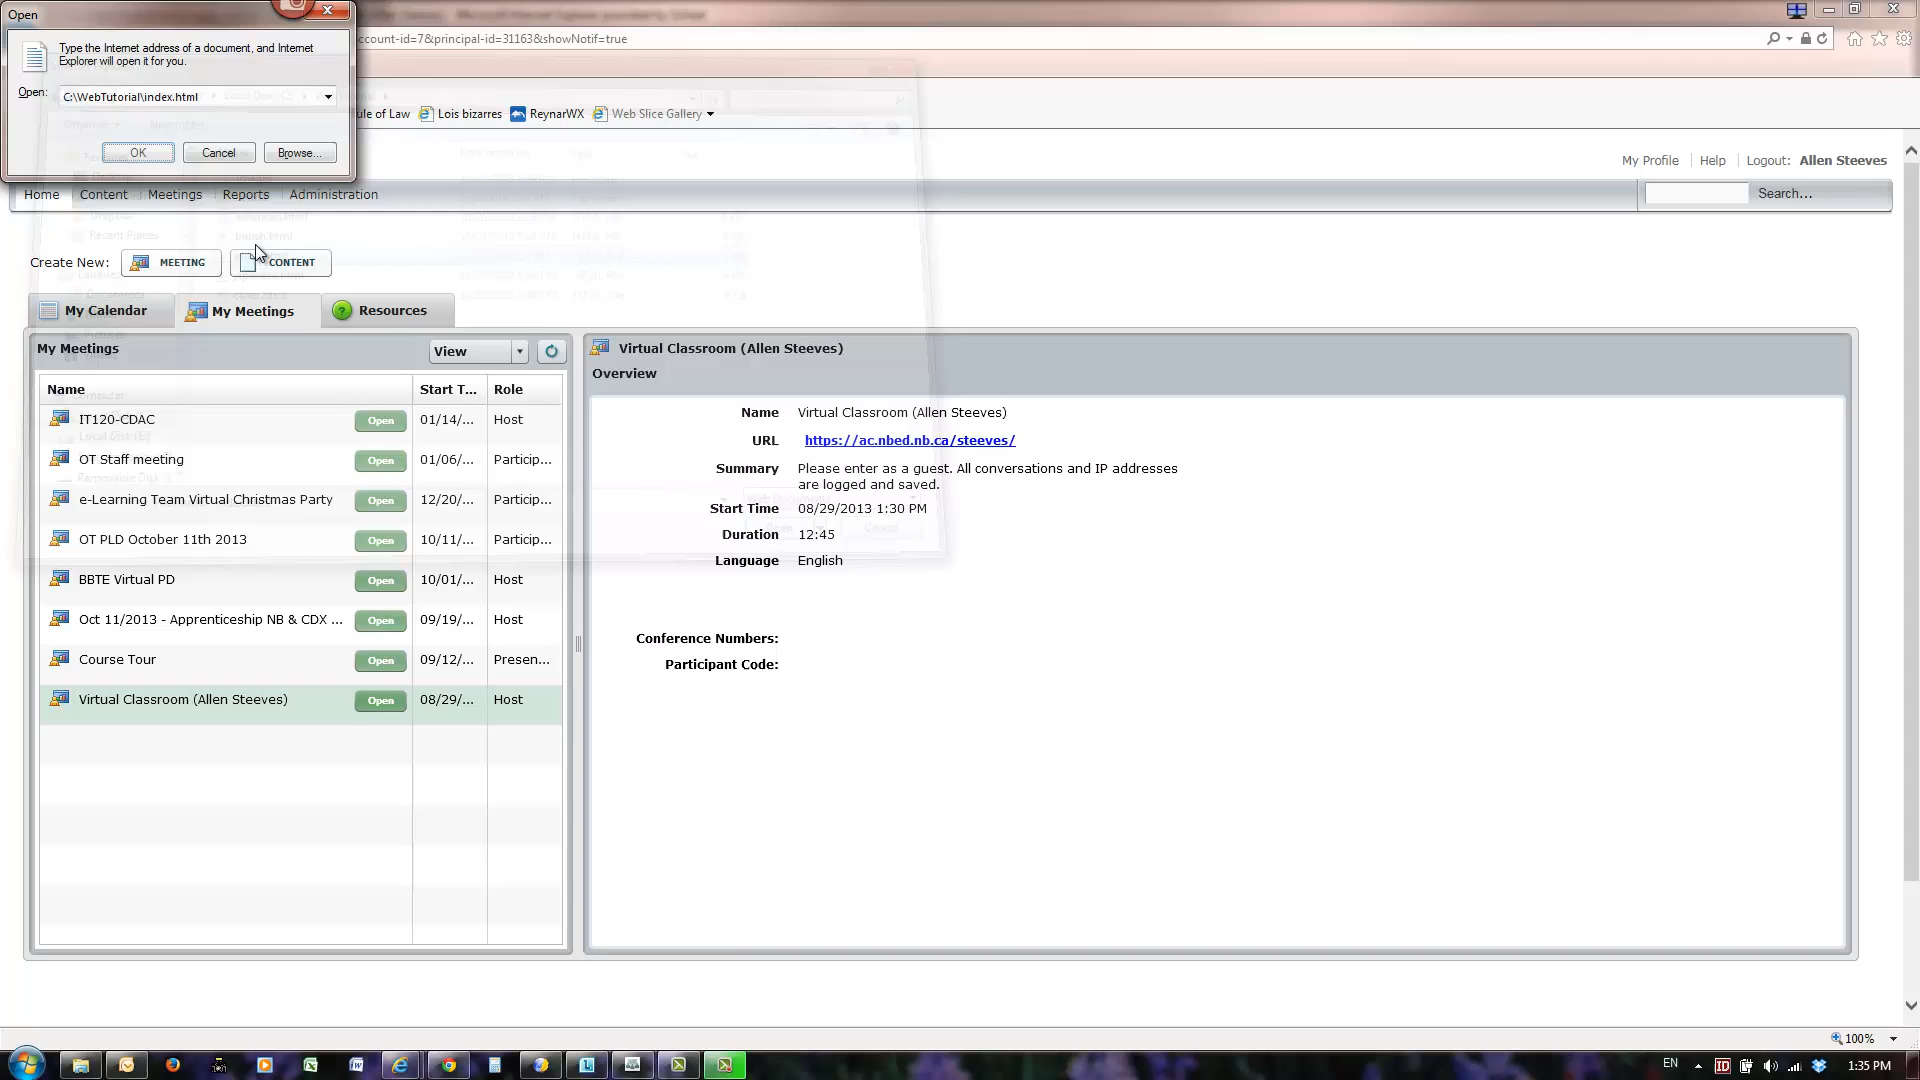 Open
Type the Internet address of a document, and Internet
Explorer will open it for you.
Open: C:\WebTutorial\index.html
OK Cancel Browse...
ccount-id=7&principal-id=31163&showNotif=true
ule of Law Lois bizarres ReynarWX Web Slice Gallery
My Profile Help Logout: Allen Steeves
Home Content Meetings Reports Administration Search...
Create New: MEETING CONTENT
My Calendar My Meetings Resources
My Meetings View
Name Start T... Role
IT120-CDAC Open 01/14/... Host
OT Staff meeting Open 01/06/... Particip...
e-Learning Team Virtual Christmas Party Open 12/20/... Particip...
OT PLD October 11th 2013 Open 10/11/... Particip...
BBTE Virtual PD Open 10/01/... Host
Oct 11/2013 - Apprenticeship NB & CDX ... Open 09/19/... Host
Course Tour Open 09/12/... Presen...
Virtual Classroom (Allen Steeves) Open 08/29/... Host
Virtual Classroom (Allen Steeves)
Overview
Name Virtual Classroom (Allen Steeves)
URL https://ac.nbed.nb.ca/steeves/
Summary Please enter as a guest. All conversations and IP addresses
are logged and saved.
Start Time 08/29/2013 1:30 PM
Duration 12:45
Language English
Conference Numbers:
Participant Code:
100%
EN 1:35 PM